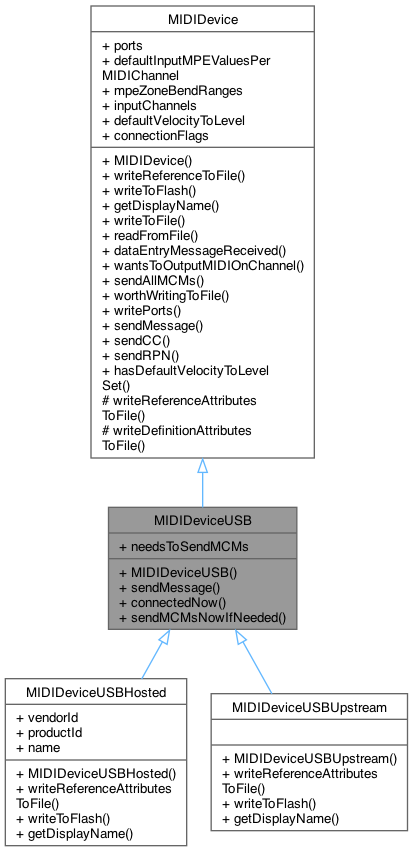 MIDIDevice
+ ports
+ defaultInputMPEValuesPer
MIDIChannel
+ mpeZoneBendRanges
+ inputChannels
+ defaultVelocityToLevel
+ connectionFlags
+ MIDIDevice()
+ writeReferenceToFile()
+ writeToFlash()
+ getDisplayName()
+ writeToFile()
+ readFromFile()
+ dataEntryMessageReceived()
+ wantsToOutputMIDIOnChannel()
+ sendAllMCMs()
+ worthWritingToFile()
+ writePorts()
+ sendMessage()
+ sendCC()
+ sendRPN()
+ hasDefaultVelocityToLevel
Set()
# writeReferenceAttributes
ToFile()
# writeDefinitionAttributes
ToFile()
MIDIDeviceUSB
+ needsToSendMCMs
+ MIDIDeviceUSB()
+ sendMessage()
+ connectedNow()
+ sendMCMsNowIfNeeded()
MIDIDeviceUSBHosted
+ vendorId
+ productId
+ name
+ MIDIDeviceUSBHosted()
+ writeReferenceAttributes
ToFile()
+ writeToFlash()
+ getDisplayName()
MIDIDeviceUSBUpstream
+ MIDIDeviceUSBUpstream()
+ writeReferenceAttributes
ToFile()
+ writeToFlash()
+ getDisplayName()